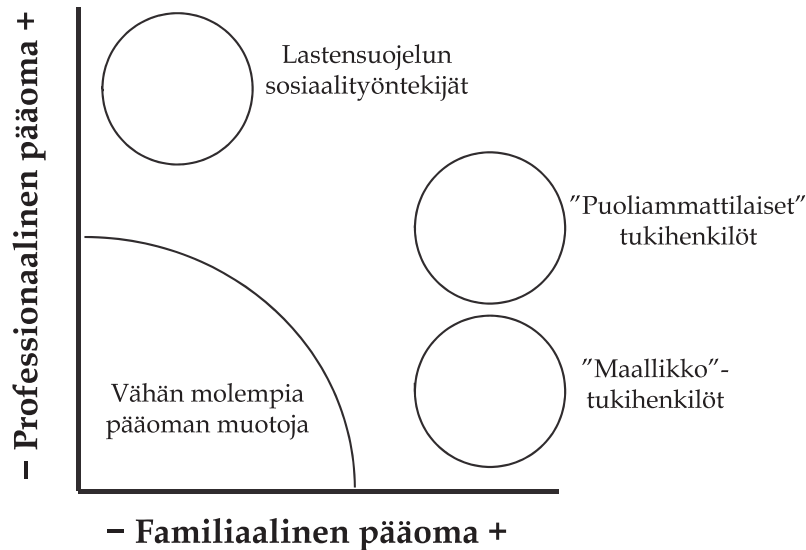 Lastensuojelun
sosiaalityöntekijät
”Puoliammattilaiset”
tukihenkilöt
”Maallikko”-
tukihenkilöt
Vähän molempia
pääoman muotoja
− Professionaalinen pääoma +
− Familiaalinen pääoma +